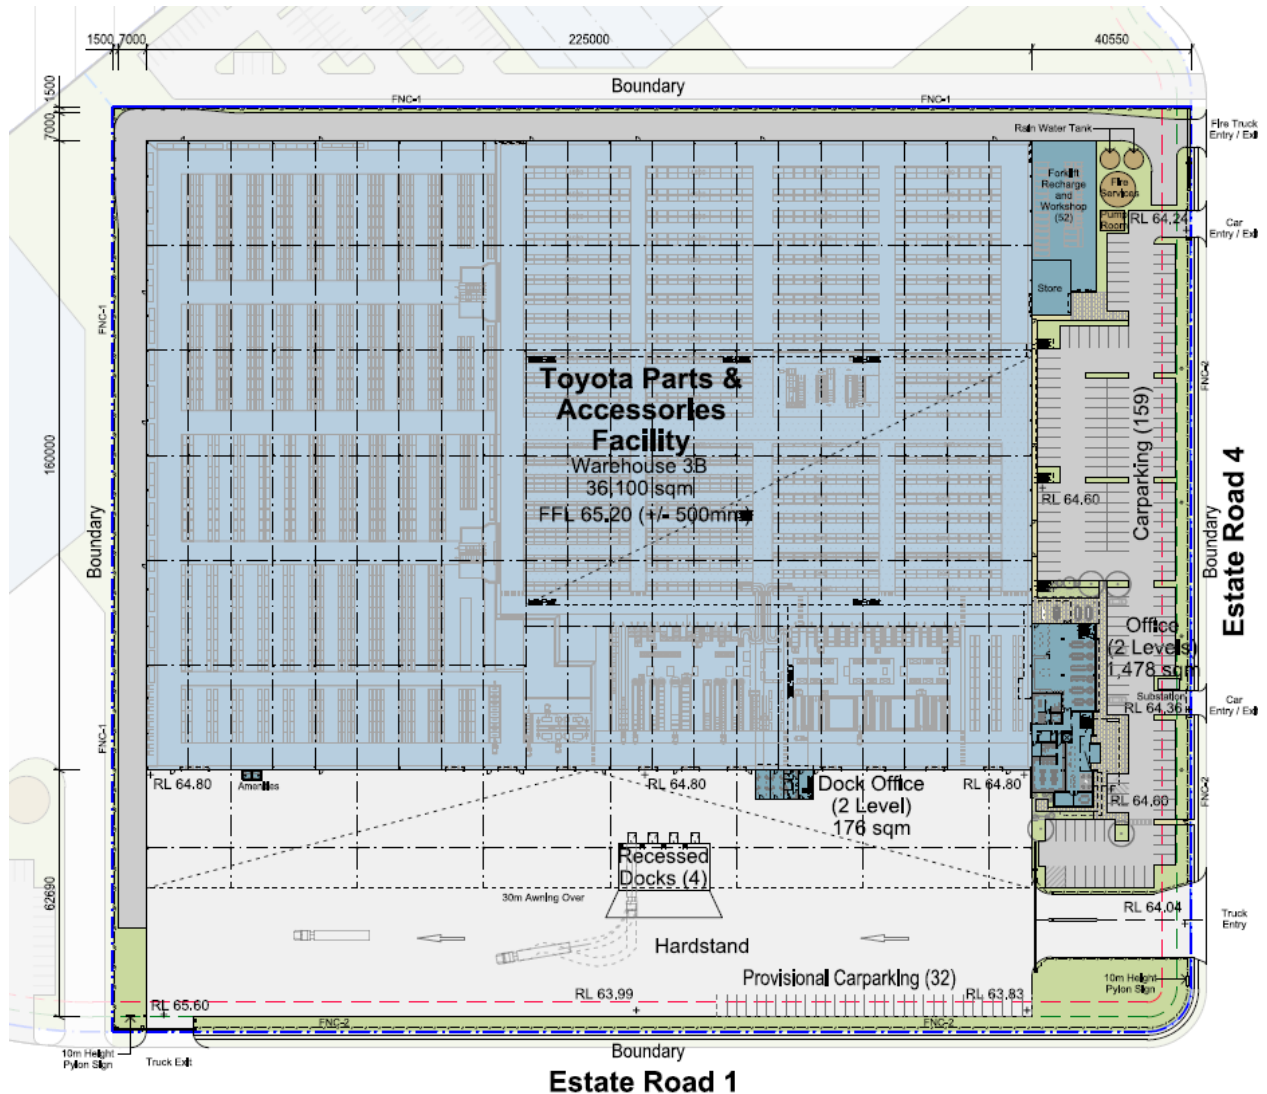 1500 7000
225000
40550
Boundary
FNC-1
FNC-1
1500
7000
Rain Water Tank
Fire Truck
Entry / Exit
Forklift
Recharge
and
Workshop
(52)
Fire
Services
Pump
Room
RL 64.24
Car
Entry / Exit
Store
FNC-1
FNC-2
Toyota Parts &
Accessories
Facility
Warehouse 3B
36,100 sqm
FFL 65.20 (+/- 500mm)
Carparking (159)
RL 64.60
160000
Boundary
Boundary
Estate Road 4
Office
(2 Levels)
1,478 sqm
Substation
RL 64.36
Car
Entry / Exit
FNC-1
FNC-2
RL 64.80
Amenities
RL 64.80
RL 64.80
Dock Office
(2 Level)
176 sqm
RL 64.60
Recessed
Docks (4)
30m Awning Over
62690
RL 64.04
Truck
Entry
Hardstand
Provisional Carparking (32)
10m Height
Pylon Sign
RL 65.60
RL 63.99
RL 63.83
FNC-2
FNC-2
10m Height
Pylon Sign
Truck Exit
Boundary
Estate Road 1